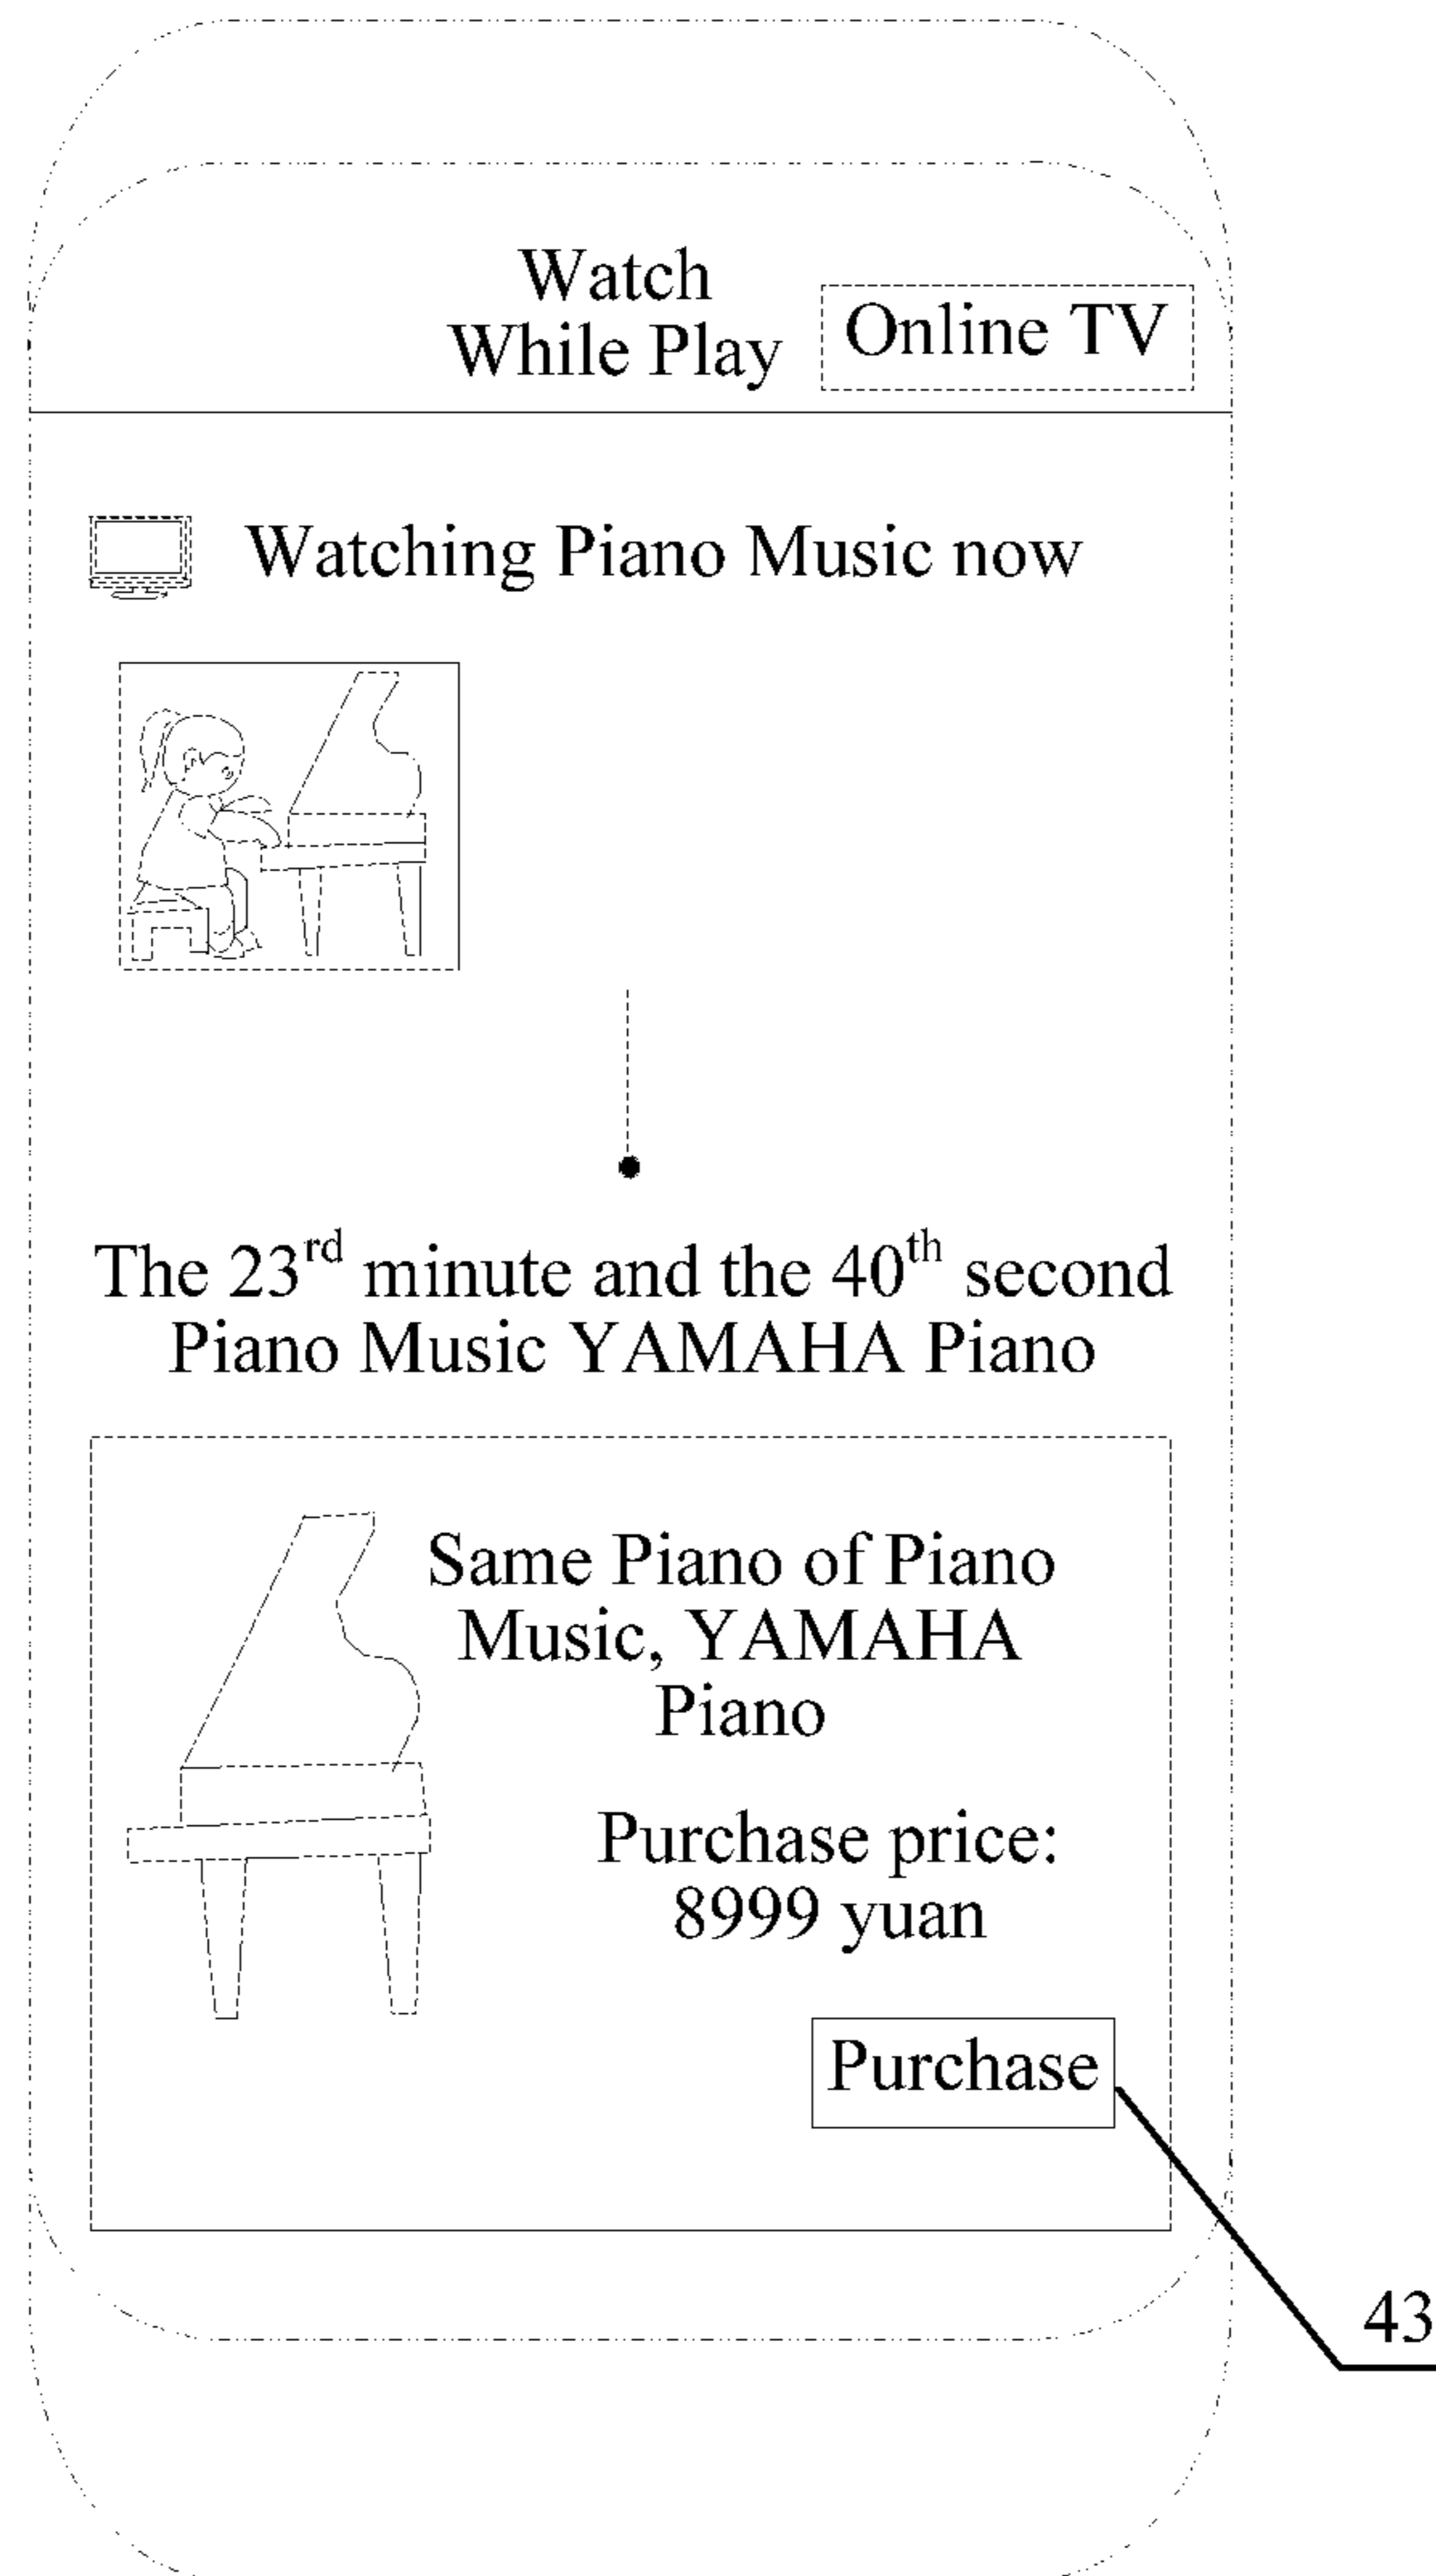 Watch
While Play
Online TV
Watching Piano Music now
The 23rd minute and the 40th second
Piano Music YAMAHA Piano
Same Piano of Piano
Music, YAMAHA
Piano
Purchase price:
8999 yuan
Purchase
43